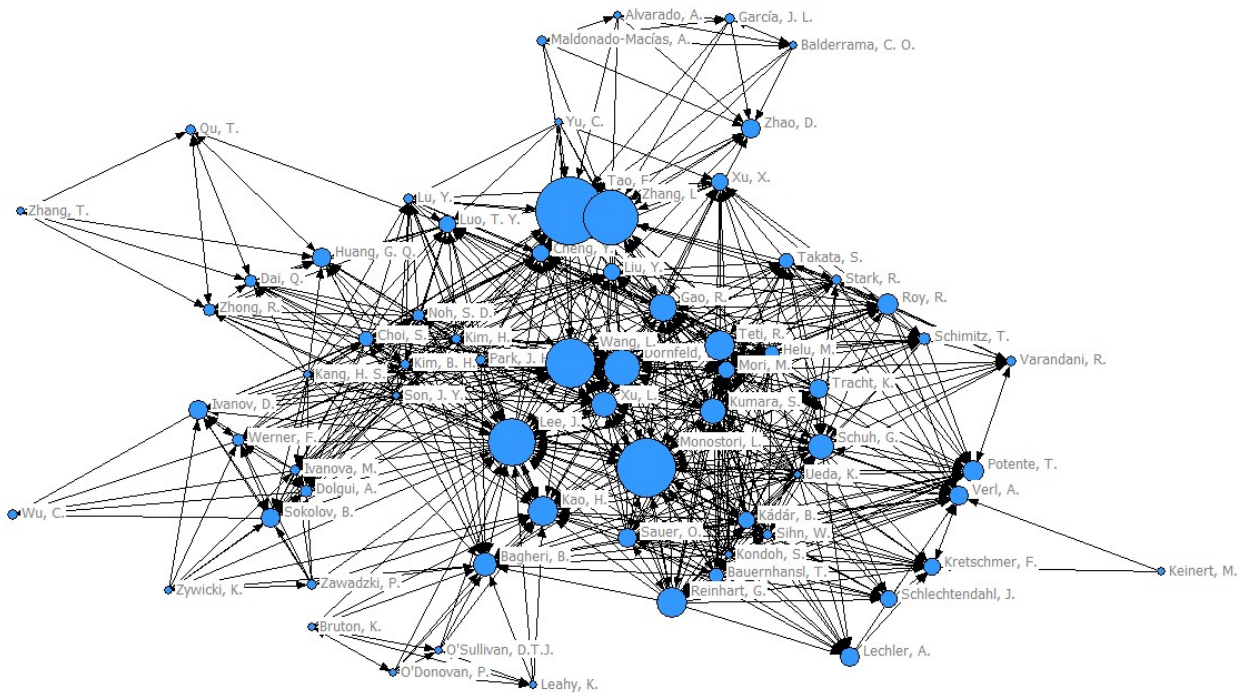 Alvarado, A.
García, J. L.
Maldonado-Macías, A.
Balderrama, C. O.
Yu, C.
Zhao, D.
Qu, T.
Tao, F
Zhang, L
Xu, X.
Lu, Y.
Zhang, T.
Luo, T. Y.
Huang, G. Q.
Cheng, Y.
Liu, Y.
Takata, S.
Stark, R.
Dai, Q.
Zhong, R.
Gao, R.
Roy, R.
Noh, S. D.
Choi, S.
Kim, H.
Wang, L.
Teti, R.
Schimitz, T.
Kim, B. H.
Park, J. H
Dornfeld,
Helu, M.
Varandani, R.
Kang, H. S.
Mori, M.
Son, J. Y.
Tracht, K.
Ivanov, D.
Xu, L.
Kumara, S.
Werner, F.
Lee, J.
Monostori, L.
Schuh, G.
Ivanova, M.
Ueda, K.
Potente, T.
Dolgui, A.
Verl, A.
Wu, C.
Sokolov, B.
Kao, H.
Kádár, B.
Sauer, O.
Sihn, W.
Bagheri, B.
Kondoh, S.
Kretschmer, F.
Keinert, M.
Bauernhansl, T.
Zywicki, K.
Zawadzki, P.
Reinhart, G.
Schlechtendahl, J.
Bruton, K.
O'Sullivan, D.T.J.
Lechler, A.
O'Donovan, P.
Leahy, K.